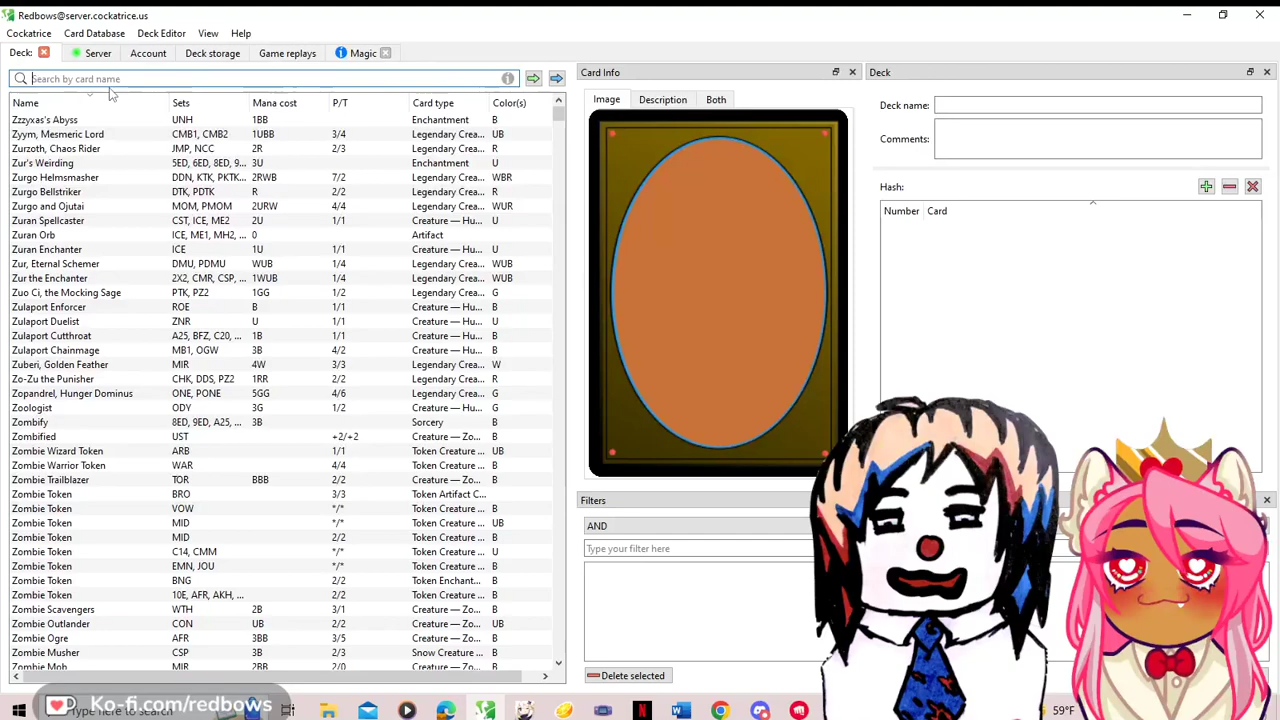 Redbows@server.cockatrice.us
Cockatrice Card Database Deck Editor View Help
Deck: Server Account Deck storage Game replays Magic
Search by card name
Name Sets Mana cost P/T Card type Color(s)
Zzzyxas's Abyss UNH 1BB Enchantment B
Zyym, Mesmeric Lord CMB1, CMB2 1UBB 3/4 Legendary Crea... UB
Zurzoth, Chaos Rider JMP, NCC 2R 2/3 Legendary Crea... R
Zur's Weirding 5ED, 6ED, 8ED, 9... 3U Enchantment U
Zurgo Helmsmasher DDN, KTK, PKTK... 2RWB 7/2 Legendary Crea... WBR
Zurgo Bellstriker DTK, PDTK R 2/2 Legendary Crea... R
Zurgo and Ojutai MOM, PMOM 2URW 4/4 Legendary Crea... WUR
Zuran Spellcaster CST, ICE, ME2 2U 1/1 Creature — Hu... U
Zuran Orb ICE, ME1, MH2, ... 0 Artifact
Zuran Enchanter ICE 1U 1/1 Creature — Hu... U
Zur, Eternal Schemer DMU, PDMU WUB 1/4 Legendary Crea... WUB
Zur the Enchanter 2X2, CMR, CSP, ... 1WUB 1/4 Legendary Crea... WUB
Zuo Ci, the Mocking Sage PTK, PZ2 1GG 1/2 Creature — Hu... G
Zulaport Enforcer ROE B 1/1 Creature — Hu... B
Zulaport Duelist ZNR U 1/1 Creature — Hu... U
Zulaport Cutthroat A25, BFZ, C20, ... 1B 1/1 Creature — Hu... B
Zulaport Chainmage MB1, OGW 3B 4/2 Creature — Hu... B
Zuberi, Golden Feather MIR 4W 3/3 Legendary Crea... W
Zo-Zu the Punisher CHK, DDS, PZ2 1RR 2/2 Legendary Crea... R
Zopandrel, Hunger Dominus ONE, PONE 5GG 4/6 Legendary Crea... G
Zoologist ODY 3G 1/2 Creature — Hu... G
Zombify 8ED, 9ED, A25, ... 3B Sorcery B
Zombified UST +2/+2 Creature — Zo... B
Zombie Wizard Token ARB 1/1 Token Creature ... UB
Zombie Warrior Token WAR 4/4 Token Creature ... B
Zombie Trailblazer TOR BBB 2/2 Creature — Zo... B
Zombie Token BRO 3/3 Token Artifact C...
Zombie Token VOW */* Token Creature ... B
Zombie Token MID */* Token Creature ... UB
Zombie Token MID 2/2 Token Creature ... B
Zombie Token C14, CMM */* Token Creature ... U
Zombie Token EMN, JOU */* Token Creature ... B
Zombie Token BNG 2/2 Token Enchant... B
Zombie Token 10E, AFR, AKH, ... 2/2 Token Creature ... B
Zombie Scavengers WTH 2B 3/1 Creature — Zo... B
Zombie Outlander CON UB 2/2 Creature — Zo... UB
Zombie Ogre AFR 3BB 3/5 Creature — Zo... B
Zombie Musher CSP 3B 2/3 Snow Creature ... B
Zombie Mob MIR 2BB 2/0 Creature — Zo... B
Card Info
Image Description Both
Filters
AND
Type your filter here
Delete selected
Deck
Deck name:
Comments:
Hash:
Number Card
Ko-fi.com/redbows
Type here to search
59°F